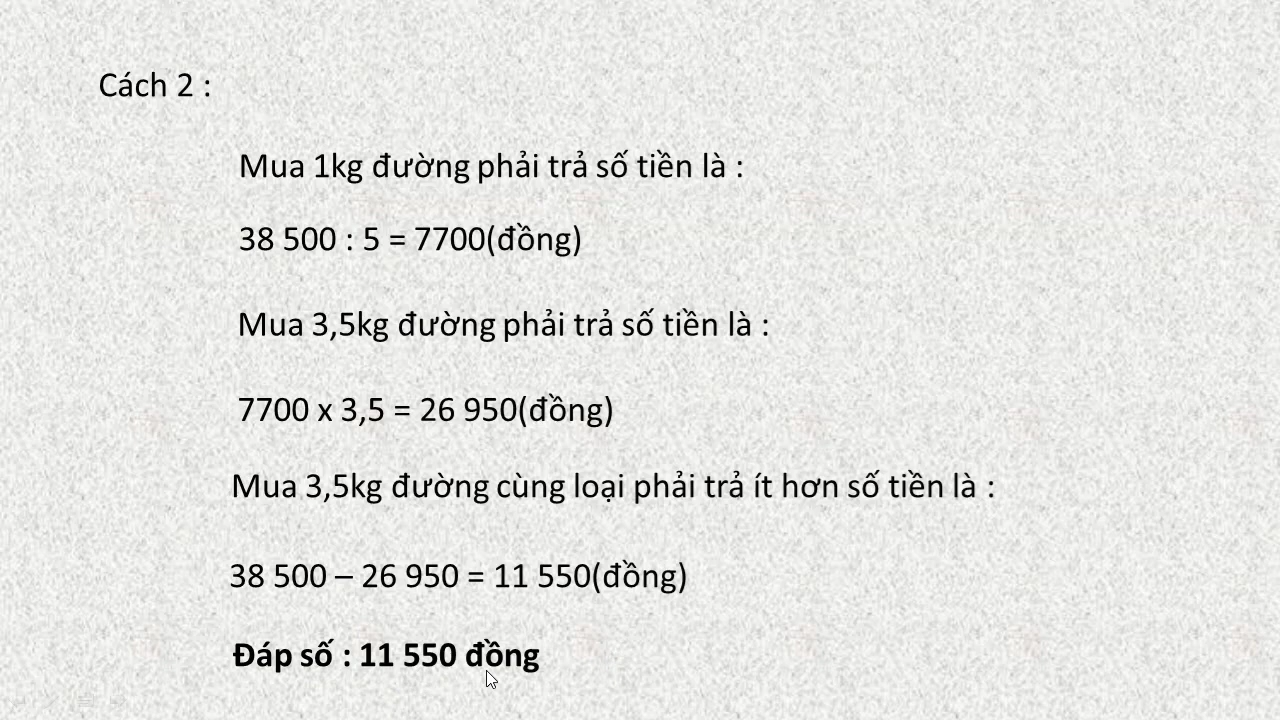 Cách 2 :
Mua 1kg đường phải trả số tiền là :
38 500 : 5 = 7700(đồng)
Mua 3,5kg đường phải trả số tiền là :
7700 x 3,5 = 26 950(đồng)
Mua 3,5kg đường cùng loại phải trả ít hơn số tiền là :
38 500 – 26 950 = 11 550(đồng)
Đáp số : 11 550 đồng